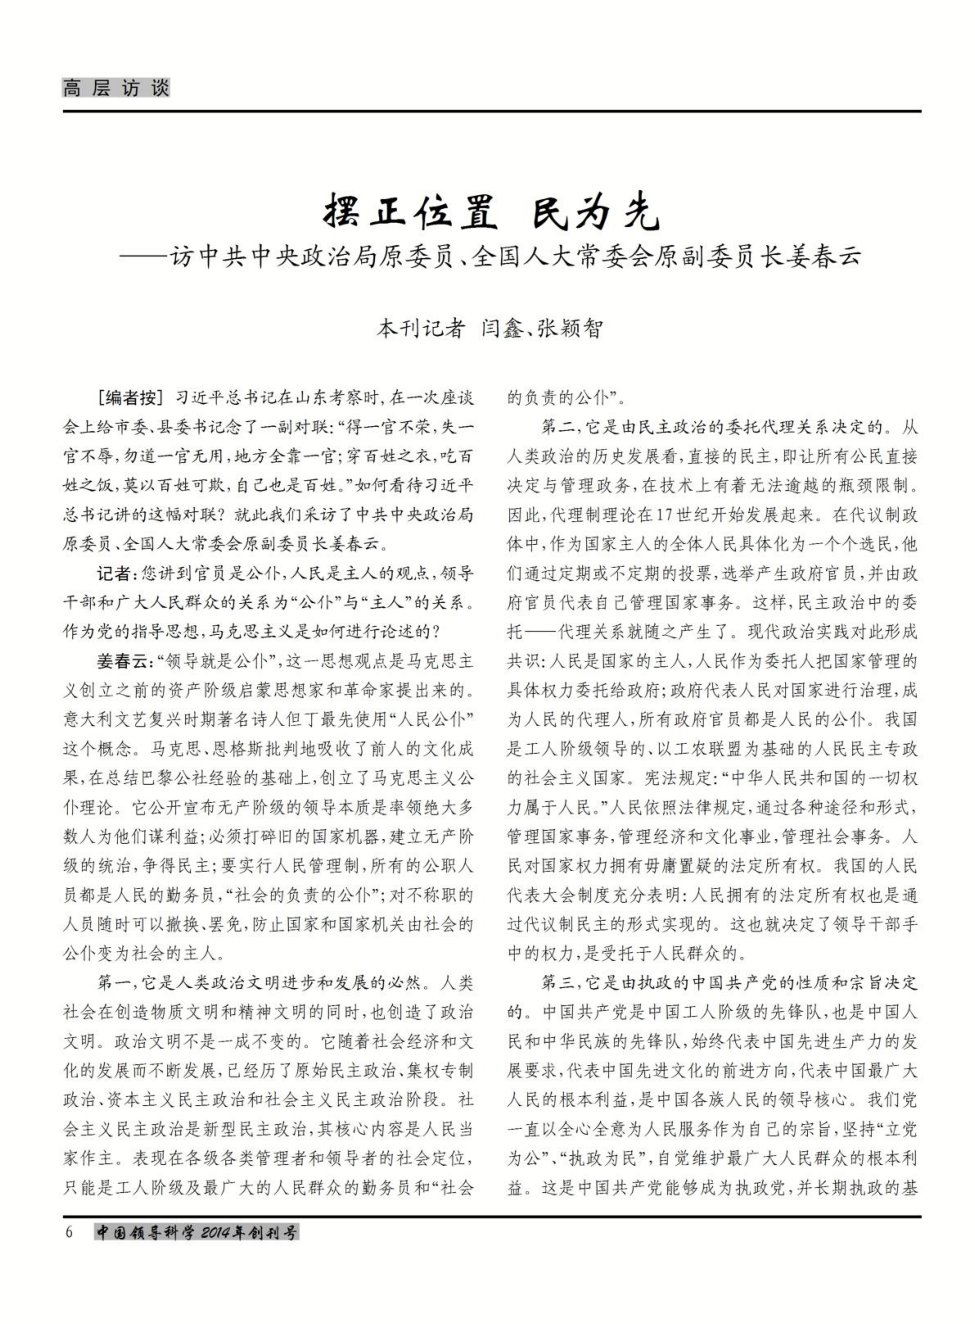 高层访谈
摆正位置 民为先
——访中共中央政治局原委员、全国人大常委会原副委员长姜春云
本刊记者 闫鑫、张颖智
[编者按] 习近平总书记在山东考察时,在一次座谈
会上给市委、县委书记念了一副对联:“得一官不荣,失一
官不辱,勿道一官无用,地方全靠一官;穿百姓之衣,吃百
姓之饭,莫以百姓可欺,自己也是百姓。”如何看待习近平
总书记讲的这幅对联? 就此我们采访了中共中央政治局
原委员、全国人大常委会原副委员长姜春云。
记者:您讲到官员是公仆,人民是主人的观点,领导
干部和广大人民群众的关系为“公仆”与“主人”的关系。
作为党的指导思想,马克思主义是如何进行论述的?
姜春云:“领导就是公仆”,这一思想观点是马克思主
义创立之前的资产阶级启蒙思想家和革命家提出来的。
意大利文艺复兴时期著名诗人但丁最先使用“人民公仆”
这个概念。马克思、恩格斯批判地吸收了前人的文化成
果,在总结巴黎公社经验的基础上,创立了马克思主义公
仆理论。它公开宣布无产阶级的领导本质是率领绝大多
数人为他们谋利益;必须打碎旧的国家机器,建立无产阶
级的统治,争得民主;要实行人民管理制,所有的公职人
员都是人民的勤务员,“社会的负责的公仆”;对不称职的
人员随时可以撤换、罢免,防止国家和国家机关由社会的
公仆变为社会的主人。
第一,它是人类政治文明进步和发展的必然。人类
社会在创造物质文明和精神文明的同时,也创造了政治
文明。政治文明不是一成不变的。它随着社会经济和文
化的发展而不断发展,已经历了原始民主政治、集权专制
政治、资本主义民主政治和社会主义民主政治阶段。社
会主义民主政治是新型民主政治,其核心内容是人民当
家作主。表现在各级各类管理者和领导者的社会定位,
只能是工人阶级及最广大的人民群众的勤务员和“社会
的负责的公仆”。
第二,它是由民主政治的委托代理关系决定的。从
人类政治的历史发展看,直接的民主,即让所有公民直接
决定与管理政务,在技术上有着无法逾越的瓶颈限制。
因此,代理制理论在17世纪开始发展起来。在代议制政
体中,作为国家主人的全体人民具体化为一个个选民,他
们通过定期或不定期的投票,选举产生政府官员,并由政
府官员代表自己管理国家事务。这样,民主政治中的委
托——代理关系就随之产生了。现代政治实践对此形成
共识:人民是国家的主人,人民作为委托人把国家管理的
具体权力委托给政府;政府代表人民对国家进行治理,成
为人民的代理人,所有政府官员都是人民的公仆。我国
是工人阶级领导的、以工农联盟为基础的人民民主专政
的社会主义国家。宪法规定:“中华人民共和国的一切权
力属于人民。”人民依照法律规定,通过各种途径和形式,
管理国家事务,管理经济和文化事业,管理社会事务。人
民对国家权力拥有毋庸置疑的法定所有权。我国的人民
代表大会制度充分表明:人民拥有的法定所有权也是通
过代议制民主的形式实现的。这也就决定了领导干部手
中的权力,是受托于人民群众的。
第三,它是由执政的中国共产党的性质和宗旨决定
的。中国共产党是中国工人阶级的先锋队,也是中国人
民和中华民族的先锋队,始终代表中国先进生产力的发
展要求,代表中国先进文化的前进方向,代表中国最广大
人民的根本利益,是中国各族人民的领导核心。我们党
一直以全心全意为人民服务作为自己的宗旨,坚持“立党
为公”、“执政为民”,自觉维护最广大人民群众的根本利
益。这是中国共产党能够成为执政党,并长期执政的基
6 中国领导科学 2014年创刊号